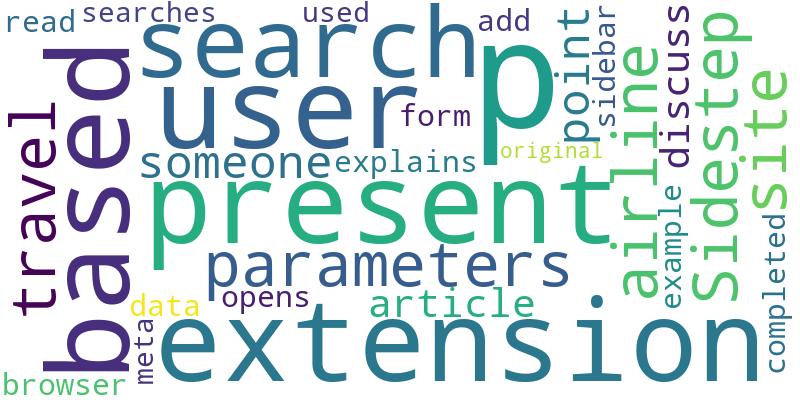 read
searches
used
add
search
p
user
form
point
sidebar
discuss
based
travel
someone
explains
original
present
airline
Sidestep
site
parameters
example
completed
data
opens
article
meta
extension
browser